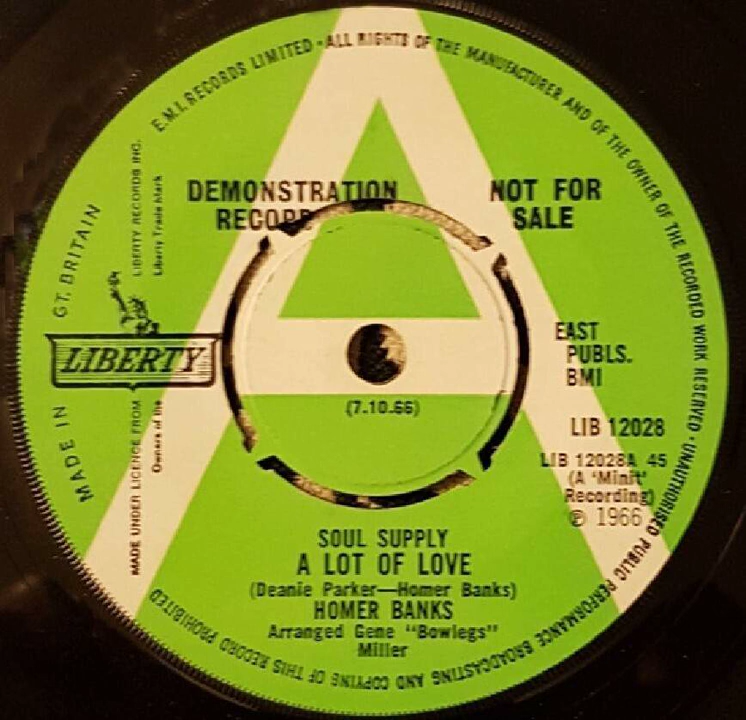 E.M.I. RECORDS LIMITED · ALL RIGHTS OF THE MANUFACTURER AND OF THE OWNER OF THE RECORDED WORK RESERVED · UNAUTHORISED PUBLIC PERFORMANCE BROADCASTING AND COPYING OF THIS RECORD PROHIBITED
MADE IN GT. BRITAIN
MADE UNDER LICENCE FROM LIBERTY RECORDS INC.
Owners of the Liberty Trade Mark
LIBERTY
A
DEMONSTRATION
RECORD
NOT FOR
SALE
EAST
PUBLS.
BMI
(7.10.66)
LIB 12028
LIB 12028A 45
(A 'Minit'
Recording)
℗ 1966
SOUL SUPPLY
A LOT OF LOVE
(Deanie Parker—Homer Banks)
HOMER BANKS
Arranged Gene "Bowlegs"
Miller